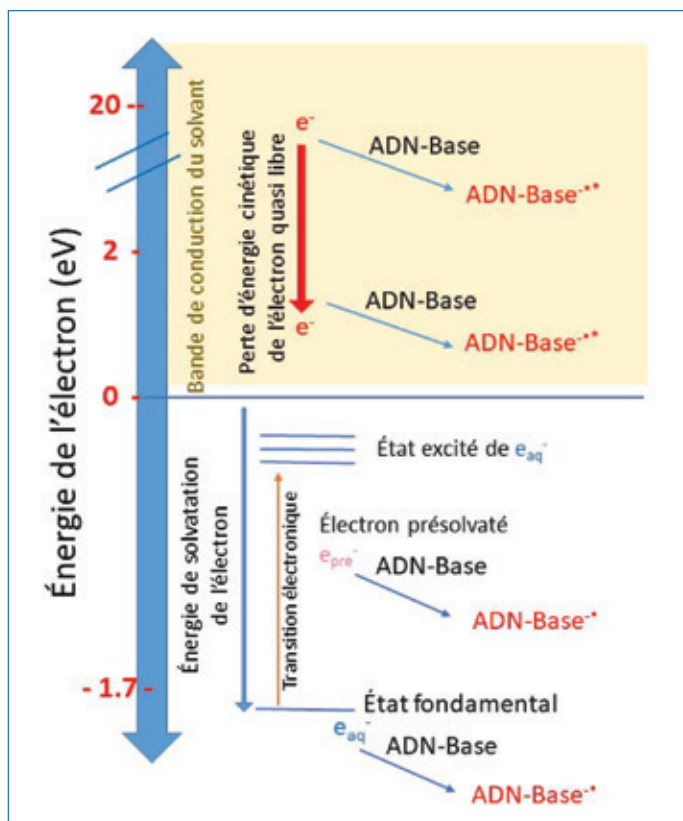 Énergie de l'électron (eV)
20 --
2 -
0
- 1.7 -
Bande de conduction du solvant
Perte d'énergie cinétique
de l'électron quasi libre
e-
ADN-Base
ADN-Base-••
e-
ADN-Base
ADN-Base-••
Énergie de solvatation
de l'électron
Transition électronique
État excité de eaq-
Électron présolvaté
epre-
ADN-Base
ADN-Base-•
État fondamental
eaq-
ADN-Base
ADN-Base-•